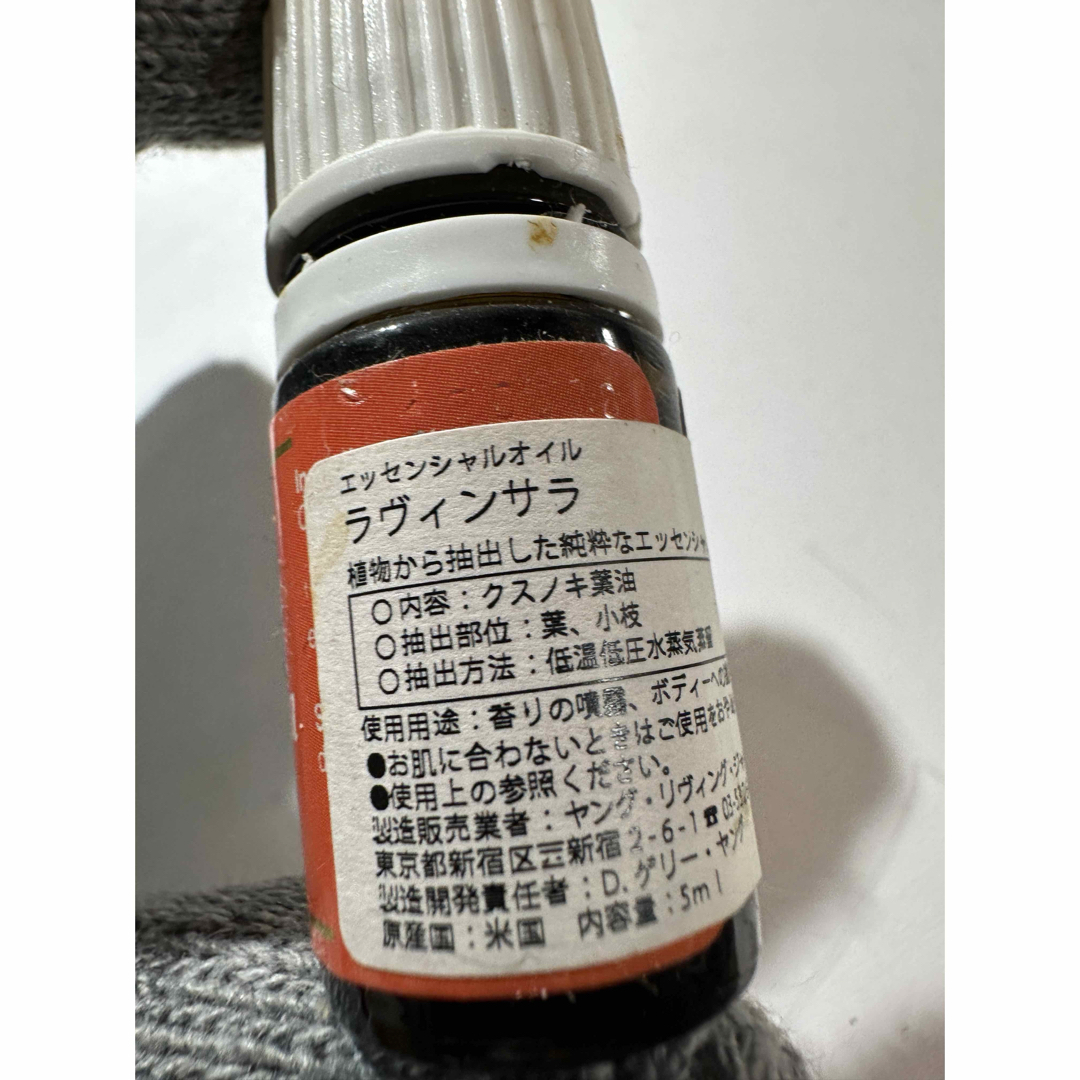 エッセンシャルオイル
ラヴィンサラ
植物から抽出した純粋なエッセンシャ
○内容：クスノキ葉油
○抽出部位：葉、小枝
○抽出方法：低温低圧水蒸気蒸留
使用用途：香りの噴霧、ボディーへの
●お肌に合わないときはご使用をおやめ
●使用上の参照ください。
製造販売業者：ヤング・リヴィング・ジャ
東京都新宿区西新宿2-6-1☎03-5
製造開発責任者：D.ゲリー・ヤング
原産国：米国 内容量：5ml